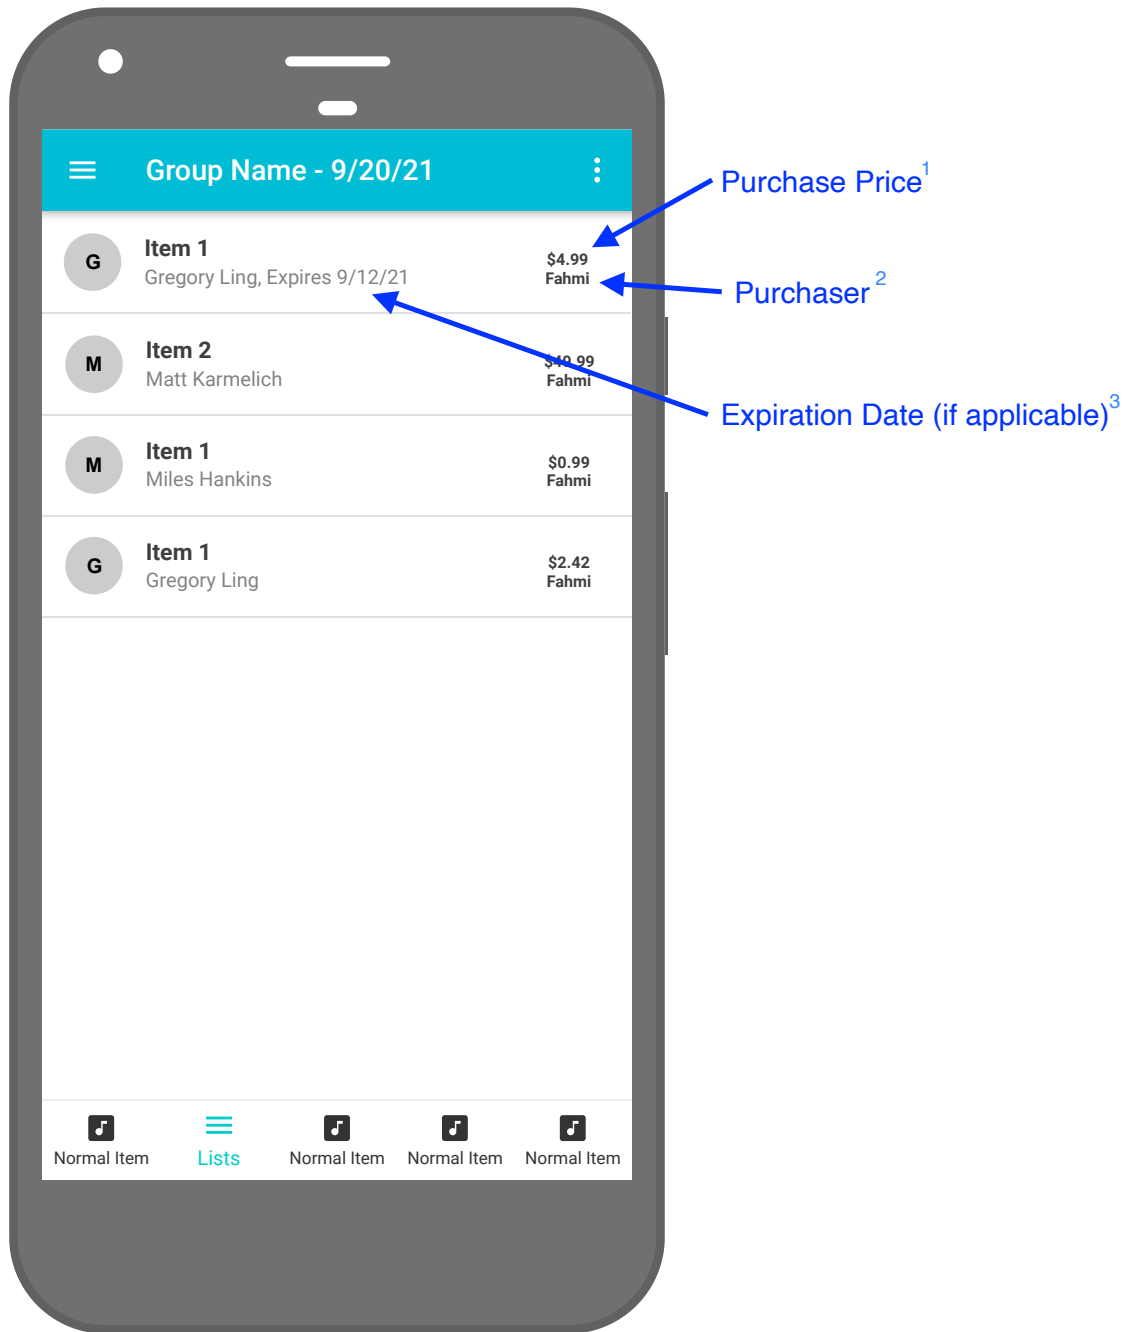 Group Name - 9/20/21
G
Item 1
Gregory Ling, Expires 9/12/21
$4.99
Fahmi
M
Item 2
Matt Karmelich
$49.99
Fahmi
M
Item 1
Miles Hankins
$0.99
Fahmi
G
Item 1
Gregory Ling
$2.42
Fahmi
Normal Item
Lists
Normal Item
Normal Item
Normal Item
Purchase Price1
Purchaser 2
Expiration Date (if applicable)3